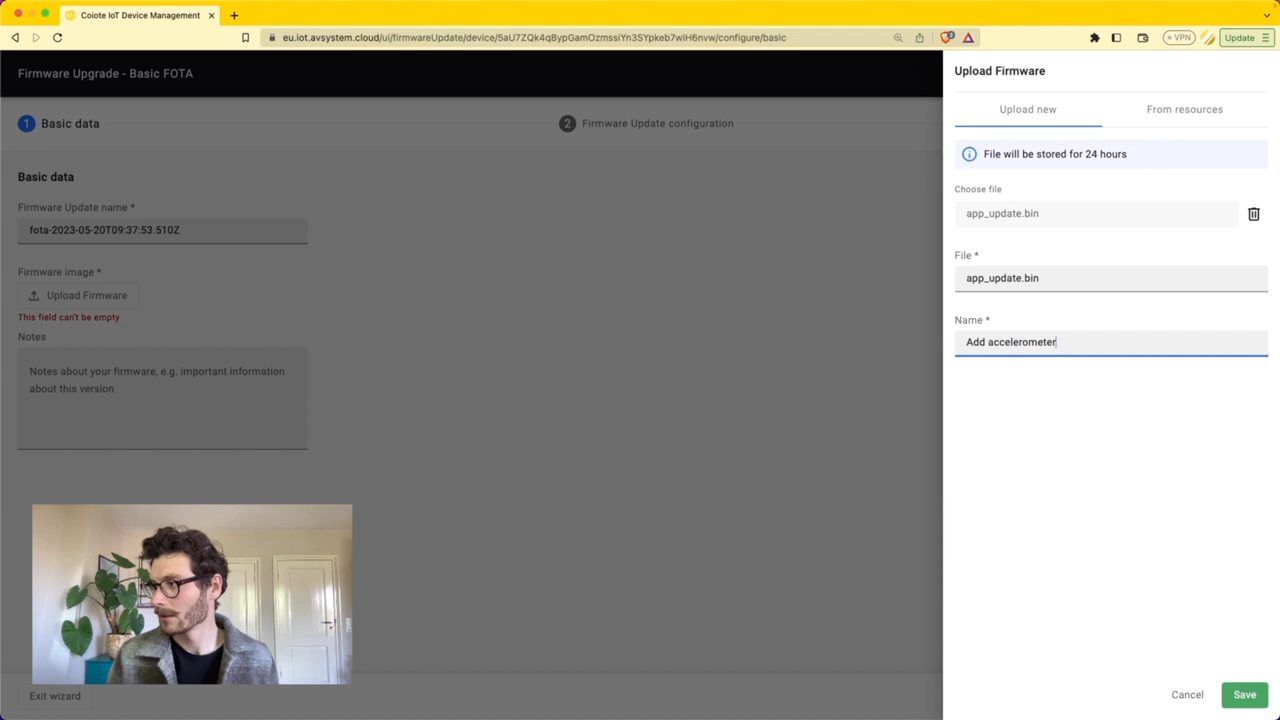 Coiote IoT Device Management
eu.iot.avsystem.cloud/ui/firmwareUpdate/device/5aU7ZQk4qBypGamOzmssiYn3SYpkeb7wiH6nvw/configure/basic
VPN
Update
Firmware Upgrade - Basic FOTA
1 Basic data
2 Firmware Update configuration
Basic data
Firmware Update name *
fota-2023-05-20T09:37:53.510Z
Firmware image *
Upload Firmware
This field can't be empty
Notes
Notes about your firmware, e.g. important information
about this version
Exit wizard
Upload Firmware
Upload new
From resources
File will be stored for 24 hours
Choose file
app_update.bin
File *
app_update.bin
Name *
Add accelerometer
Cancel
Save